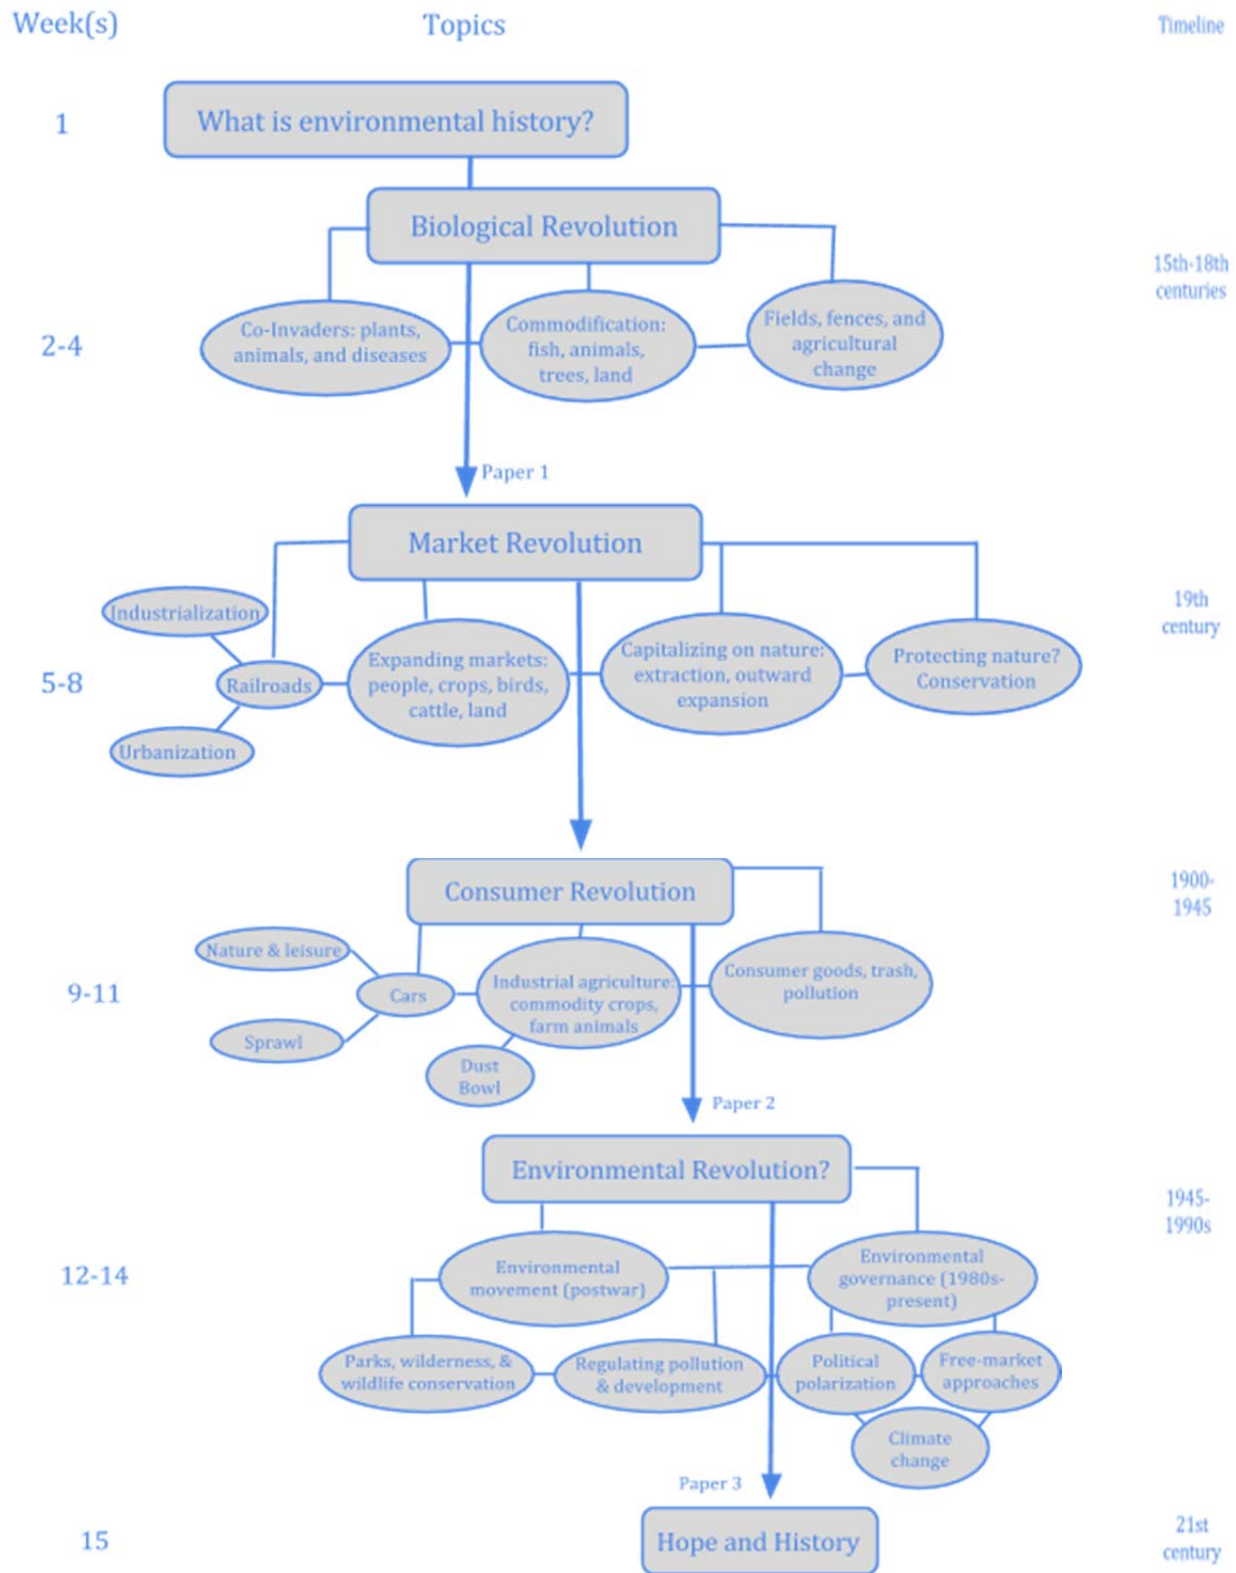 Week(s)
Topics
Timeline
1
What is environmental history?
Biological Revolution
15th-18th
centuries
2-4
Co-Invaders: plants,
animals, and diseases
Commodification:
fish, animals,
trees, land
Fields, fences, and
agricultural
change
Paper 1
Market Revolution
19th
century
5-8
Industrialization
Railroads
Urbanization
Expanding markets:
people, crops, birds,
cattle, land
Capitalizing on nature:
extraction, outward
expansion
Protecting nature?
Conservation
Consumer Revolution
1900-
1945
9-11
Nature & leisure
Cars
Sprawl
Industrial agriculture:
commodity crops,
farm animals
Dust
Bowl
Consumer goods, trash,
pollution
Paper 2
Environmental Revolution?
1945-
1990s
12-14
Environmental
movement (postwar)
Environmental
governance (1980s-
present)
Parks, wilderness, &
wildlife conservation
Regulating pollution
& development
Political
polarization
Free-market
approaches
Climate
change
Paper 3
15
Hope and History
21st
century